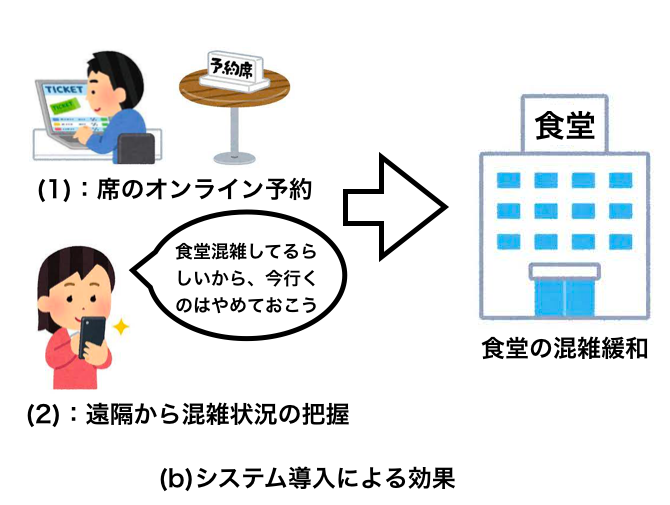 TICKET
TICKET
予約席
(1)：席のオンライン予約
食堂混雑してるら
しいから、今行く
のはやめておこう
(2)：遠隔から混雑状況の把握
食堂
食堂の混雑緩和
(b)システム導入による効果